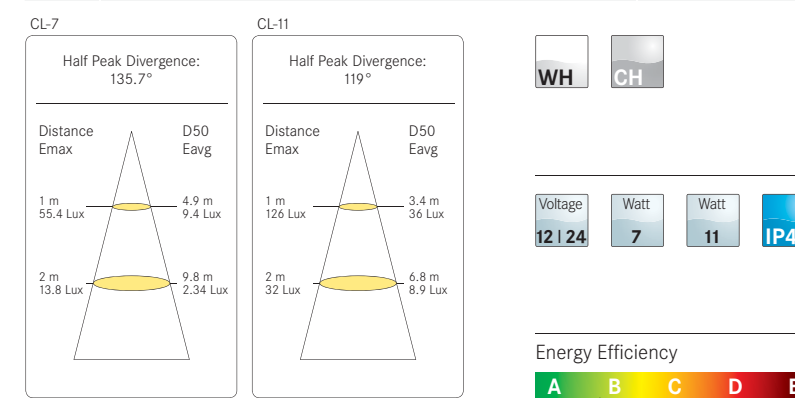 CL-7
Half Peak Divergence:
135.7°
Distance D50
Emax Eavg
1 m 4.9 m
55.4 Lux 9.4 Lux
2 m 9.8 m
13.8 Lux 2.34 Lux
CL-11
Half Peak Divergence:
119°
Distance D50
Emax Eavg
1 m 3.4 m
126 Lux 36 Lux
2 m 6.8 m
32 Lux 8.9 Lux
WH CH
Voltage Watt Watt
12 | 24 7 11 IP4
Energy Efficiency
A B C D E